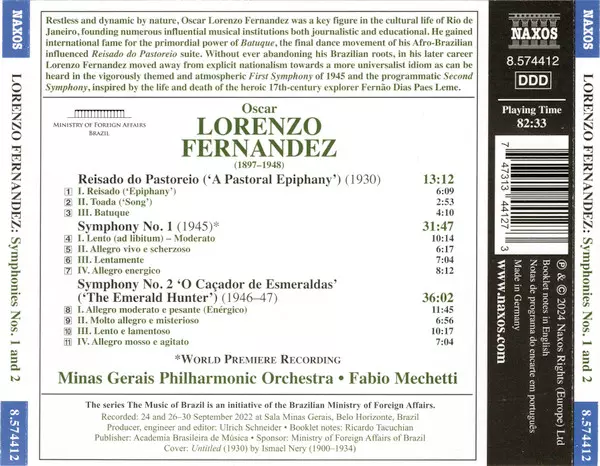 NAXOS
LORENZO FERNANDEZ: Symphonies Nos. 1 and 2
8.574412
Restless and dynamic by nature, Oscar Lorenzo Fernandez was a key figure in the cultural life of Rio de
Janeiro, founding numerous influential musical institutions both journalistic and educational. He gained
international fame for the primordial power of Batuque, the final dance movement of his Afro-Brazilian
influenced Reisado do Pastoreio suite. Without ever abandoning his Brazilian roots, in his later career
Lorenzo Fernandez moved away from explicit nationalism towards a more universalist idiom as can be
heard in the vigorously themed and atmospheric First Symphony of 1945 and the programmatic Second
Symphony, inspired by the life and death of the heroic 17th-century explorer Fernão Dias Paes Leme.
MINISTRY OF FOREIGN AFFAIRS
BRAZIL
Oscar
LORENZO
FERNANDEZ
(1897–1948)
Reisado do Pastoreio (‘A Pastoral Epiphany’) (1930) 13:12
1 I. Reisado (‘Epiphany’) 6:09
2 II. Toada (‘Song’) 2:53
3 III. Batuque 4:10
Symphony No. 1 (1945)* 31:47
4 I. Lento (ad libitum) – Moderato 10:14
5 II. Allegro vivo e scherzoso 6:17
6 III. Lentamente 7:04
7 IV. Allegro energico 8:12
Symphony No. 2 ‘O Caçador de Esmeraldas’
(‘The Emerald Hunter’) (1946–47) 36:02
8 I. Allegro moderato e pesante (Enérgico) 11:45
9 II. Molto allegro e misterioso 6:56
10 III. Lento e lamentoso 10:17
11 IV. Allegro mosso e agitato 7:04
*WORLD PREMIERE RECORDING
Minas Gerais Philharmonic Orchestra • Fabio Mechetti
The series The Music of Brazil is an initiative of the Brazilian Ministry of Foreign Affairs.
Recorded: 24 and 26–30 September 2022 at Sala Minas Gerais, Belo Horizonte, Brazil
Producer, engineer and editor: Ulrich Schneider • Booklet notes: Ricardo Tacuchian
Publisher: Academia Brasileira de Música • Sponsor: Ministry of Foreign Affairs of Brazil
Cover: Untitled (1930) by Ismael Nery (1900–1934)
NAXOS
8.574412
DDD
Playing Time
82:33
7 47313 44127 3
℗ & © 2024 Naxos Rights (Europe) Ltd
Booklet notes in English
Notas de programa do encarte em português
Made in Germany
www.naxos.com
NAXOS
LORENZO FERNANDEZ: Symphonies Nos. 1 and 2
8.574412